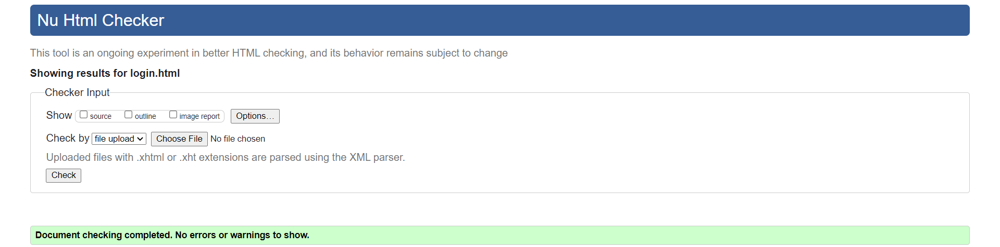 Nu Html Checker
This tool is an ongoing experiment in better HTML checking, and its behavior remains subject to change
Showing results for login.html
Checker Input
Show source outline image report Options...
Check by file upload Choose File No file chosen
Uploaded files with .xhtml or .xht extensions are parsed using the XML parser.
Check
Document checking completed. No errors or warnings to show.